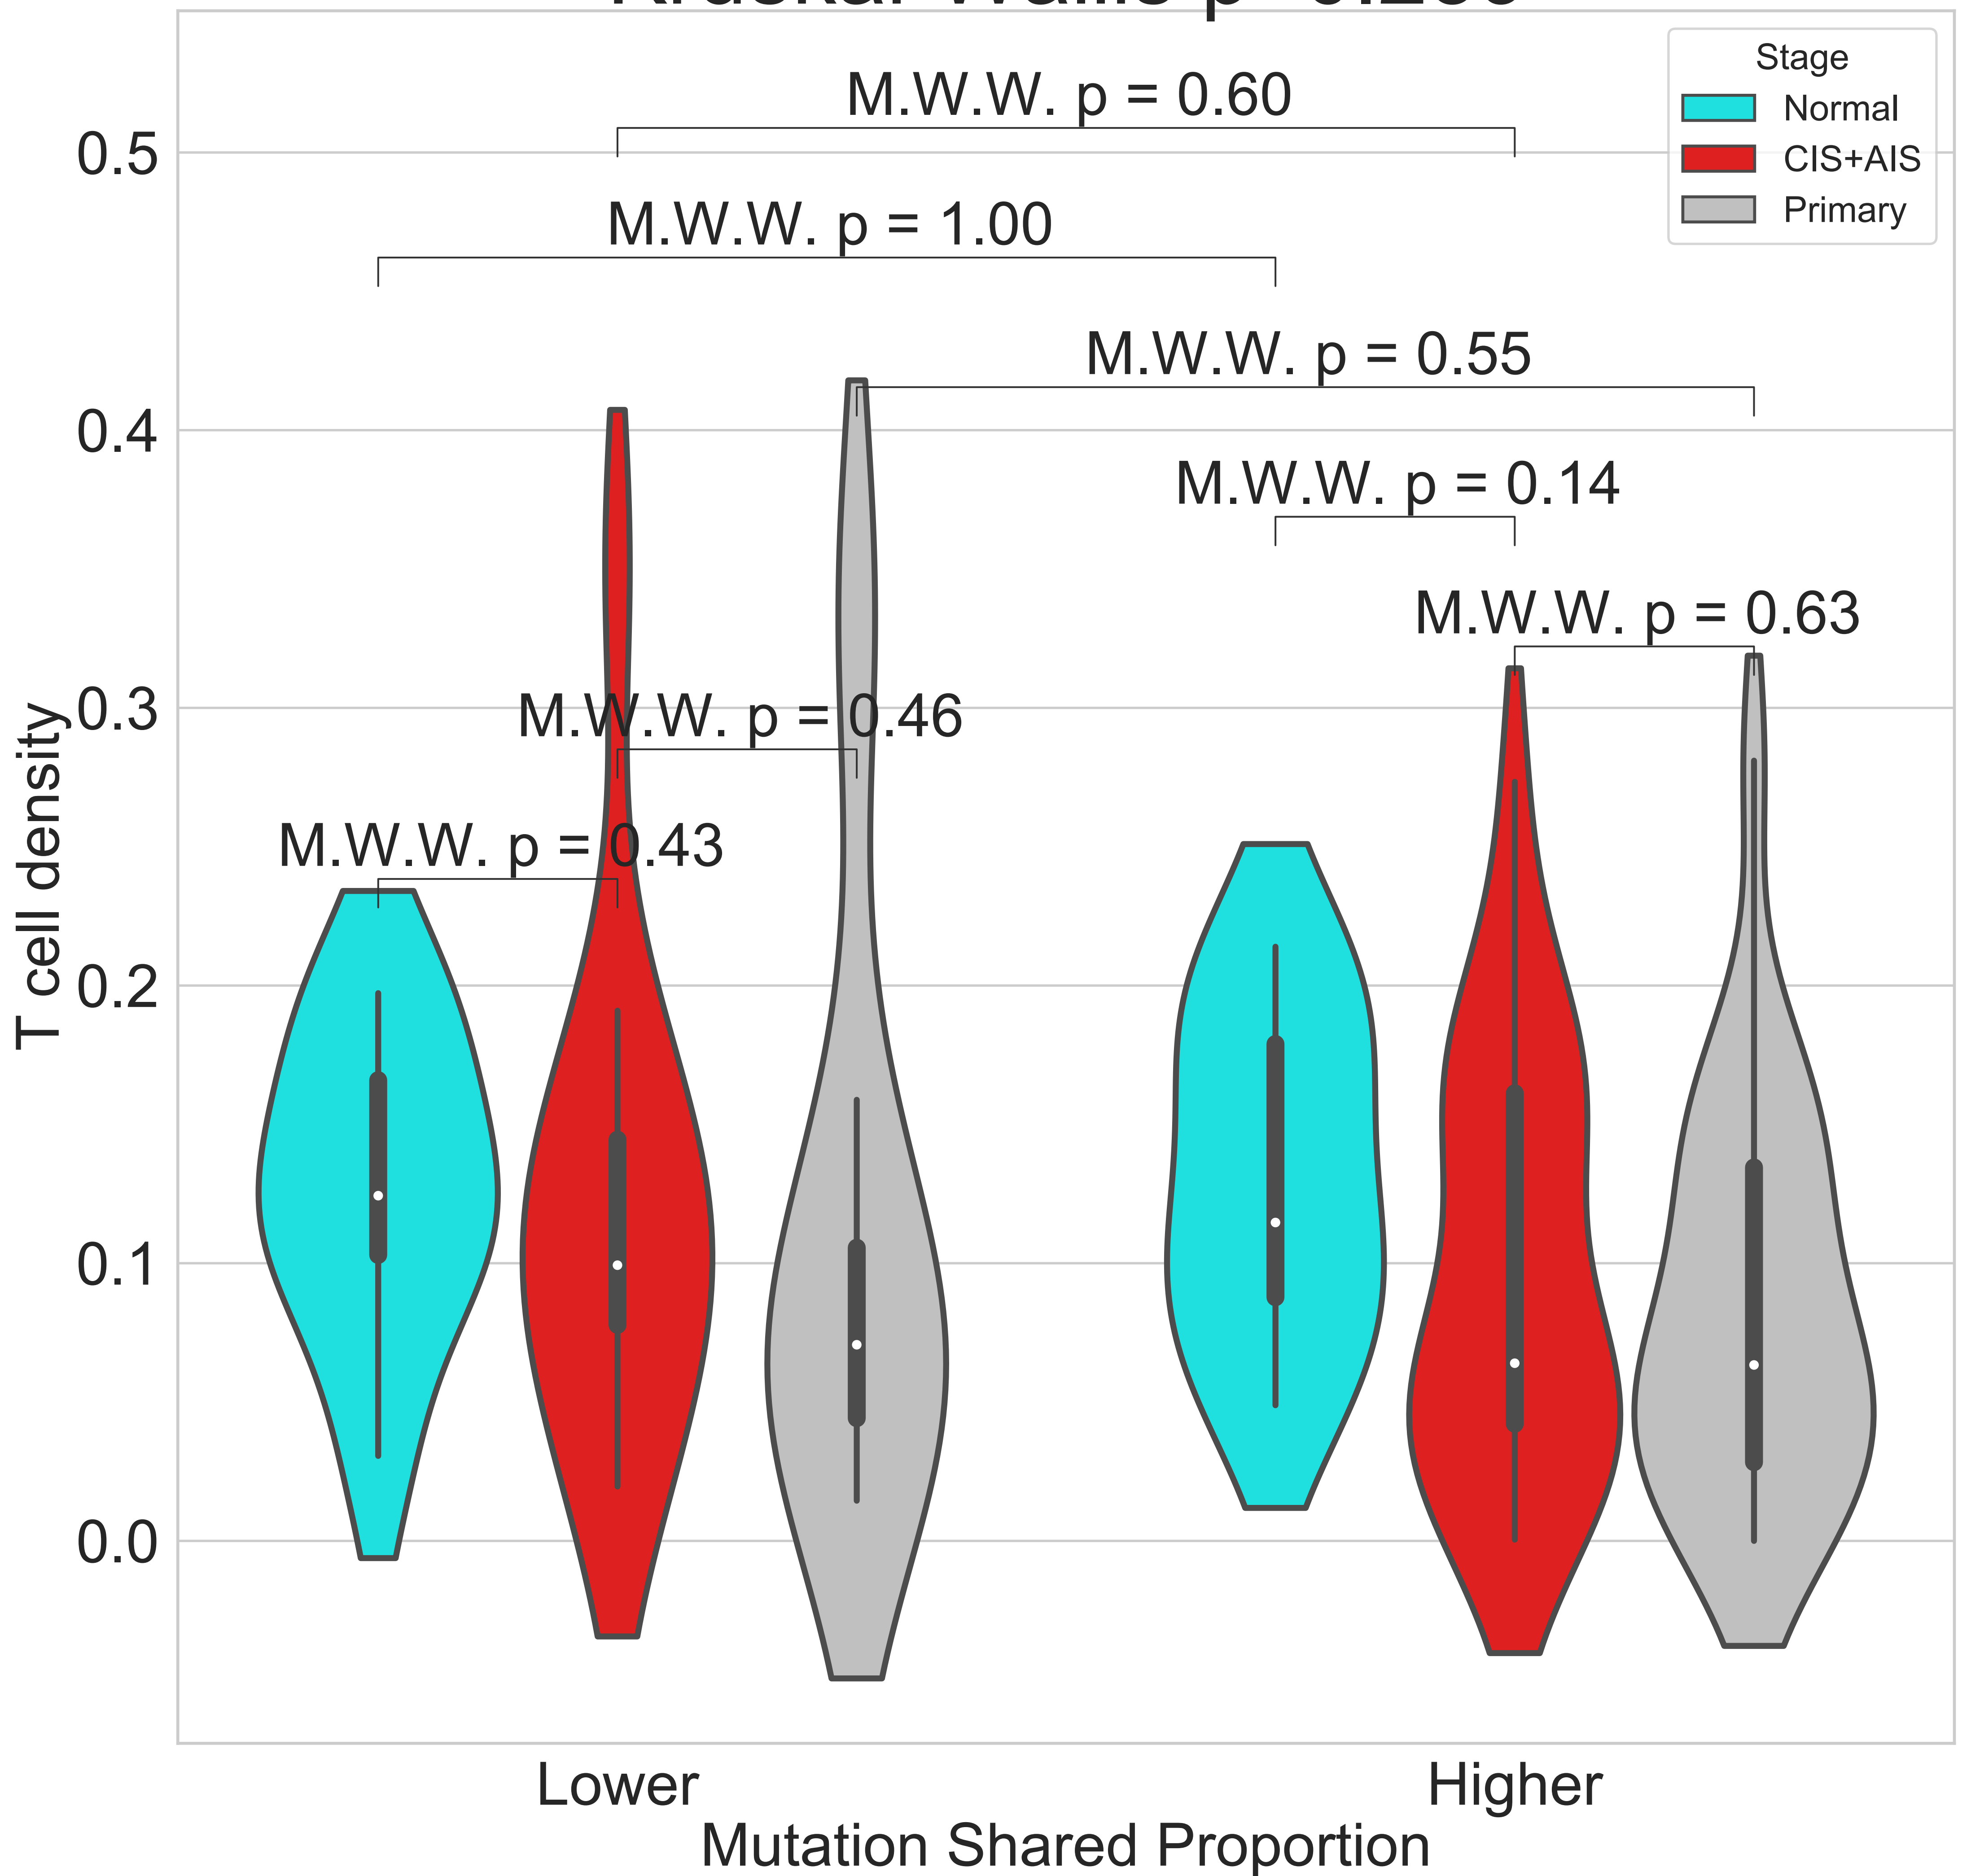 Stage
Normal
CIS+AIS
Primary
M.W.W. p = 0.60
M.W.W. p = 1.00
M.W.W. p = 0.55
M.W.W. p = 0.14
M.W.W. p = 0.63
M.W.W. p = 0.46
M.W.W. p = 0.43
0.5
0.4
0.3
0.2
0.1
0.0
T cell density
Lower
Higher
Mutation Shared Proportion